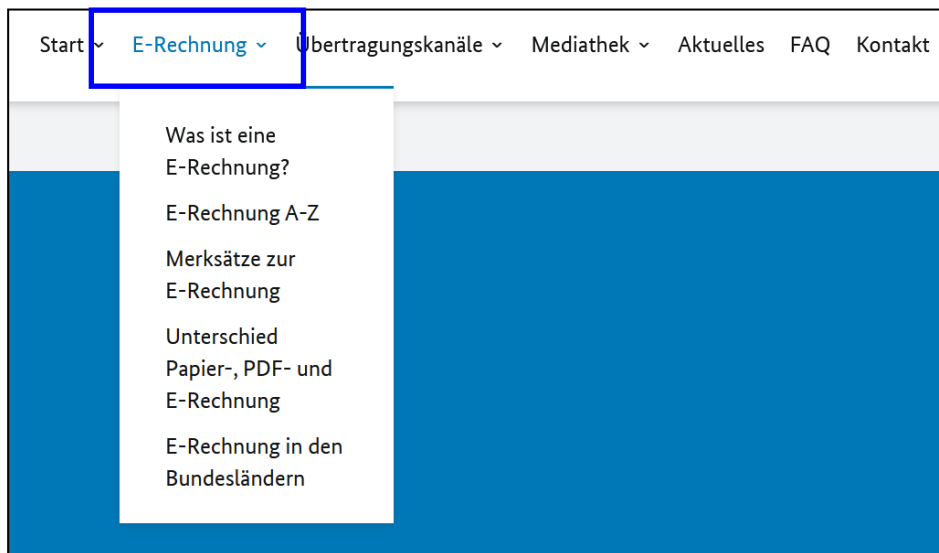 Start E-Rechnung Übertragungskanäle Mediathek Aktuelles FAQ Kontakt
Was ist eine
E-Rechnung?
E-Rechnung A-Z
Merksätze zur
E-Rechnung
Unterschied
Papier-, PDF- und
E-Rechnung
E-Rechnung in den
Bundesländern